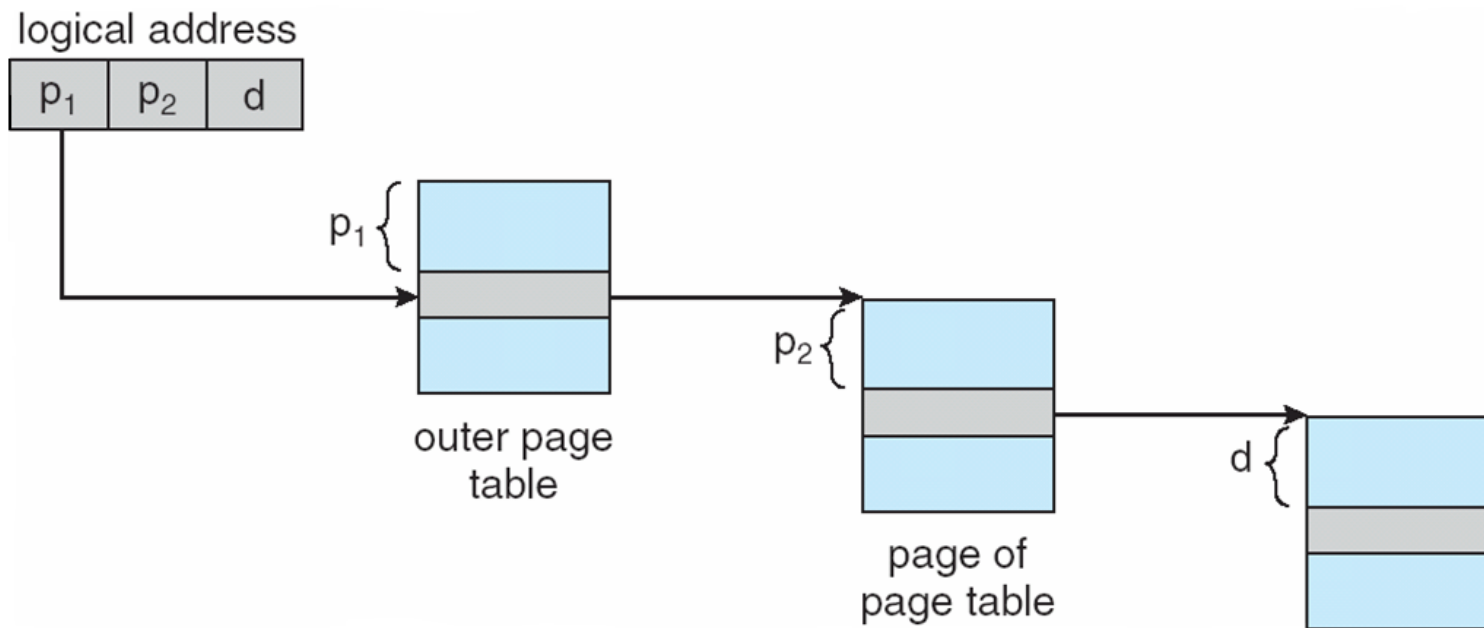 logical address
p₁ p₂ d
p₁
outer page
table
p₂
page of
page table
d